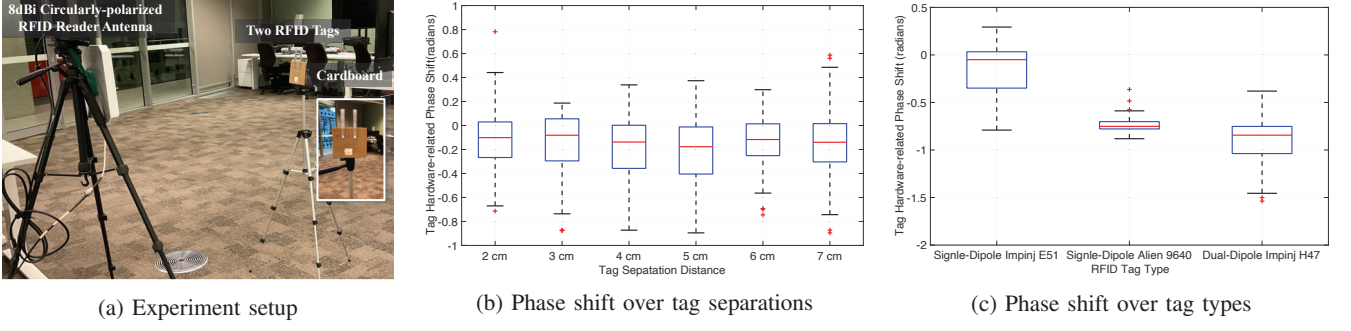 8dBi Circularly-polarized
RFID Reader Antenna
Two RFID Tags
Cardboard
(a) Experiment setup
Tag Hardware-related Phase Shift(radians)
1
0.8
0.6
0.4
0.2
0
-0.2
-0.4
-0.6
-0.8
-1
2 cm 3 cm 4 cm 5 cm 6 cm 7 cm
Tag Sepatation Distance
(b) Phase shift over tag separations
Tag Hardware-related Phase Shift (radians)
0.5
0
-0.5
-1
-1.5
-2
Signle-Dipole Impinj E51 Signle-Dipole Alien 9640 Dual-Dipole Impinj H47
RFID Tag Type
(c) Phase shift over tag types